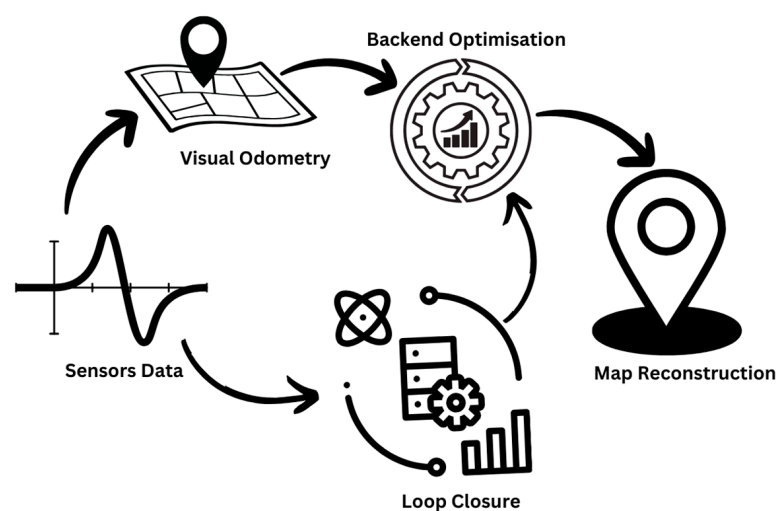 Backend Optimisation
Visual Odometry
Sensors Data
Map Reconstruction
Loop Closure